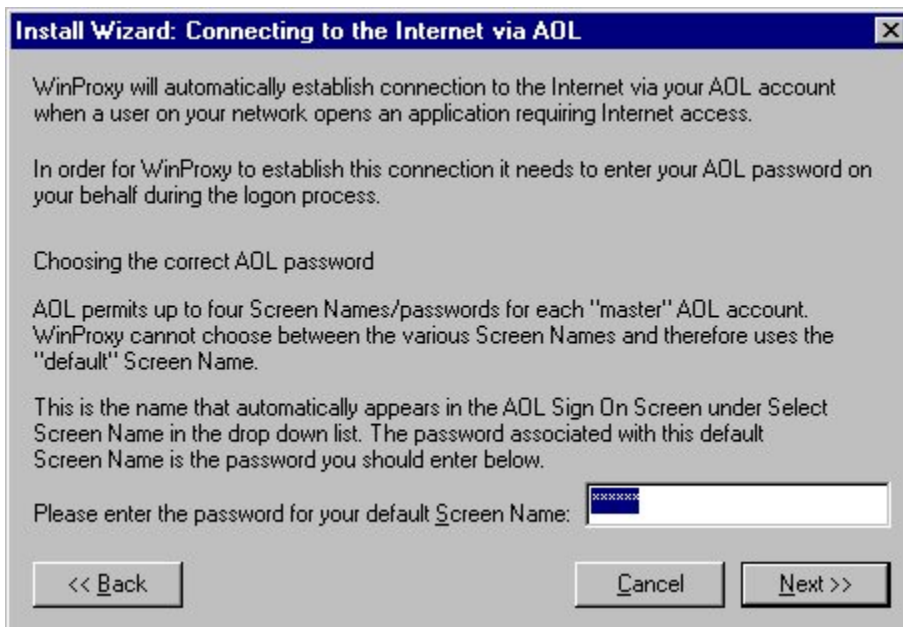 Install Wizard: Connecting to the Internet via AOL
WinProxy will automatically establish connection to the Internet via your AOL account
when a user on your network opens an application requiring Internet access.
In order for WinProxy to establish this connection it needs to enter your AOL password on
your behalf during the logon process.
Choosing the correct AOL password
AOL permits up to four Screen Names/passwords for each "master" AOL account.
WinProxy cannot choose between the various Screen Names and therefore uses the
"default" Screen Name.
This is the name that automatically appears in the AOL Sign On Screen under Select
Screen Name in the drop down list. The password associated with this default
Screen Name is the password you should enter below.
Please enter the password for your default Screen Name: ******
<< Back Cancel Next >>